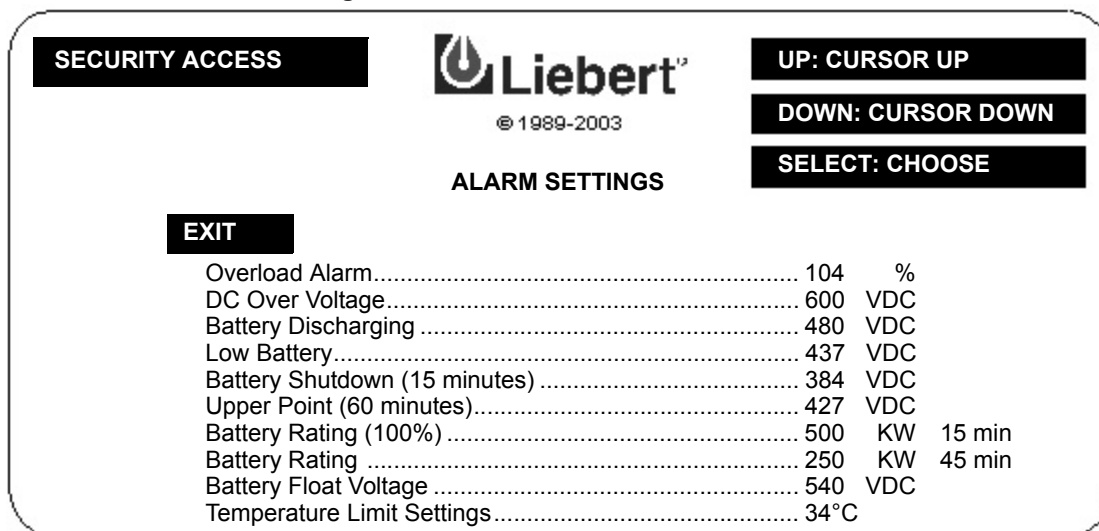 SECURITY ACCESS
Liebert
© 1989-2003
UP: CURSOR UP
DOWN: CURSOR DOWN
SELECT: CHOOSE
ALARM SETTINGS
EXIT
Overload Alarm................................................................ 104 %
DC Over Voltage.............................................................. 600 VDC
Battery Discharging ......................................................... 480 VDC
Low Battery...................................................................... 437 VDC
Battery Shutdown (15 minutes) ....................................... 384 VDC
Upper Point (60 minutes)................................................. 427 VDC
Battery Rating (100%) ..................................................... 500 KW 15 min
Battery Rating ................................................................. 250 KW 45 min
Battery Float Voltage ....................................................... 540 VDC
Temperature Limit Settings.............................................. 34°C